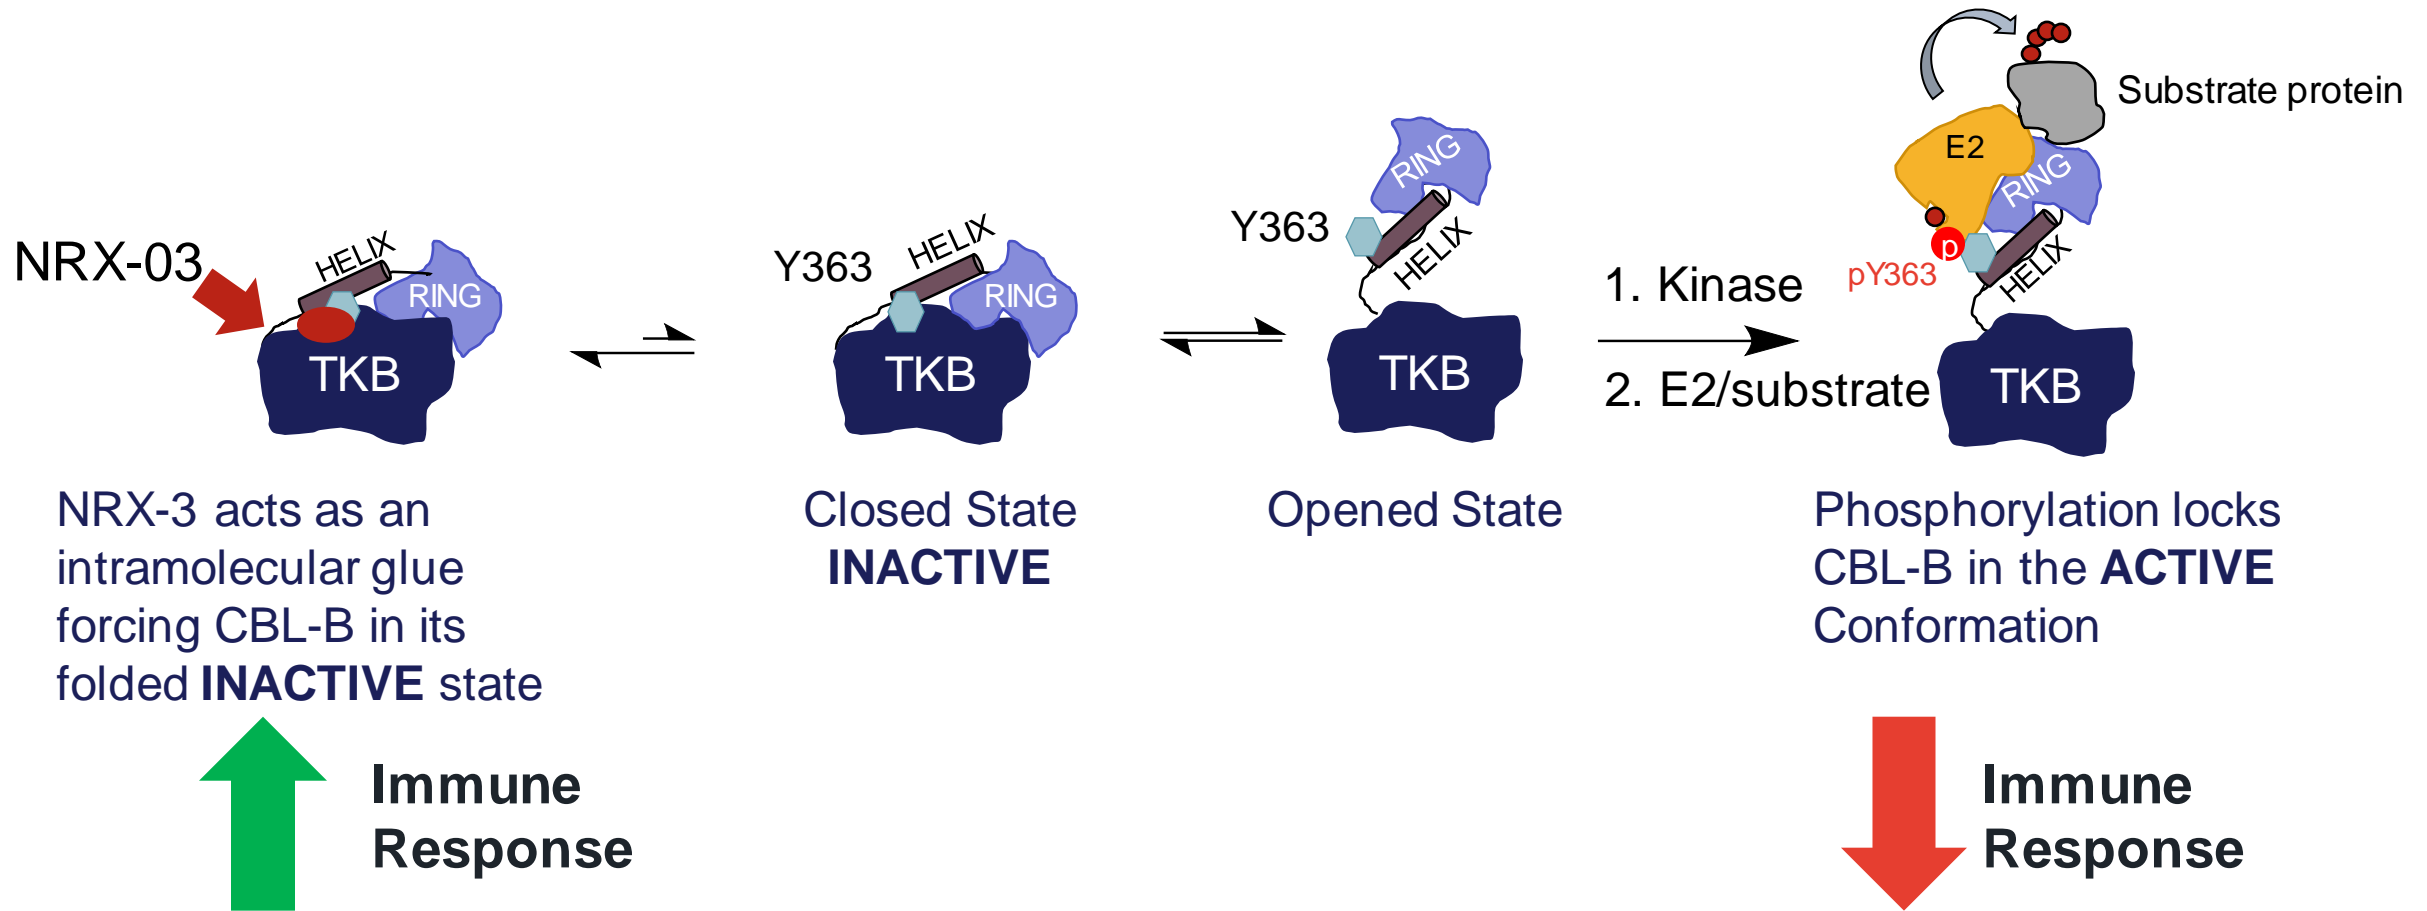 NRX-03
HELIX
RING
TKB
NRX-3 acts as an
intramolecular glue
forcing CBL-B in its
folded INACTIVE state
Immune
Response
Y363
HELIX
RING
TKB
Closed State
INACTIVE
Y363
RING
HELIX
TKB
Opened State
1. Kinase
2. E2/substrate
Substrate protein
E2
RING
p
pY363
HELIX
TKB
Phosphorylation locks
CBL-B in the ACTIVE
Conformation
Immune
Response